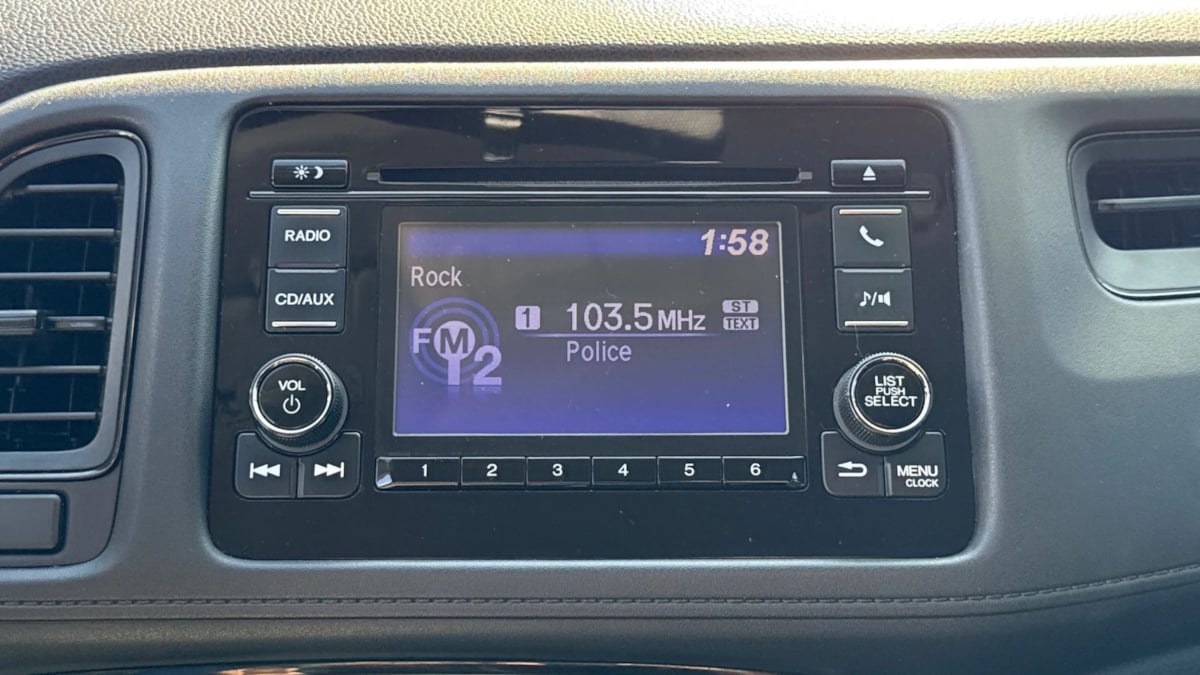 RADIO
CD/AUX
VOL
1:58
Rock
FM2
1 103.5 MHz ST
TEXT
Police
LIST
PUSH
SELECT
1 2 3 4 5 6
MENU
CLOCK